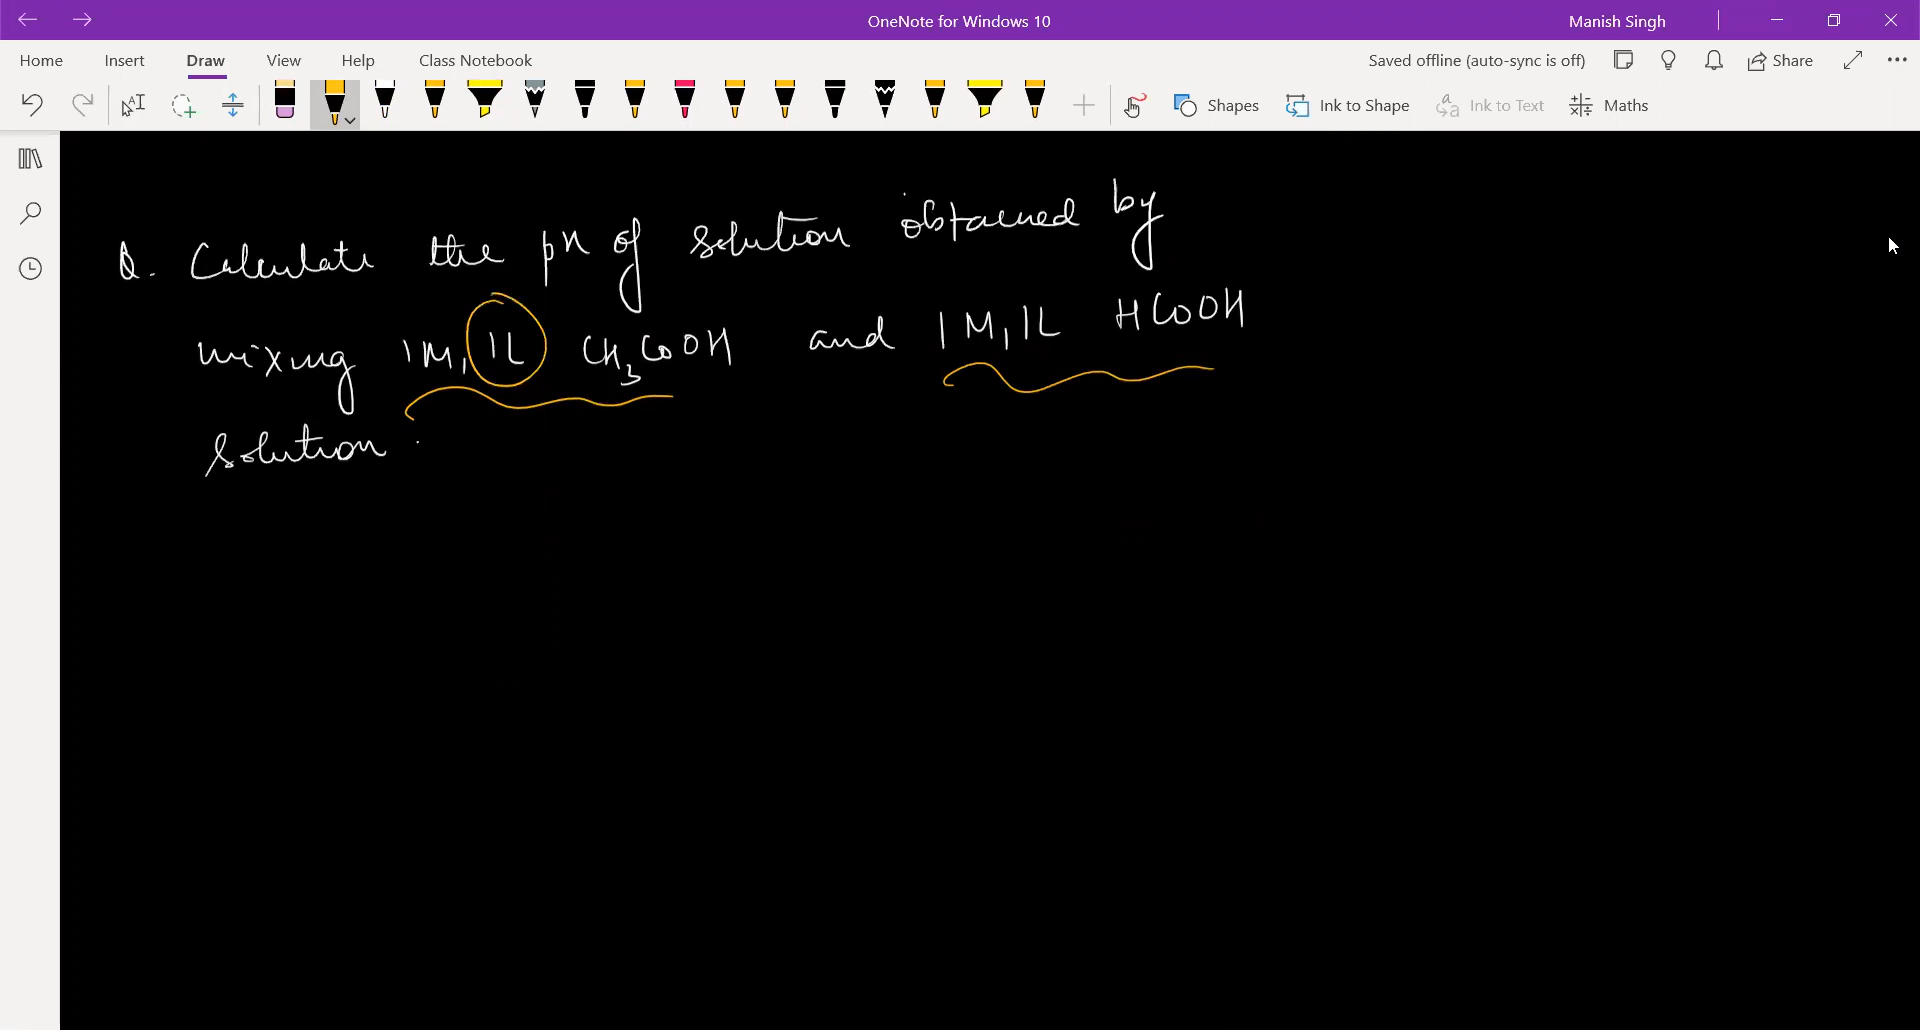 OneNote for Windows 10
Manish Singh
Home Insert Draw View Help Class Notebook
Saved offline (auto-sync is off) Share
Shapes Ink to Shape Ink to Text Maths
Q. Calculate the pH of solution obtained by
mixing 1M, 1L CH₃COOH and 1M, 1L HCOOH
solution.